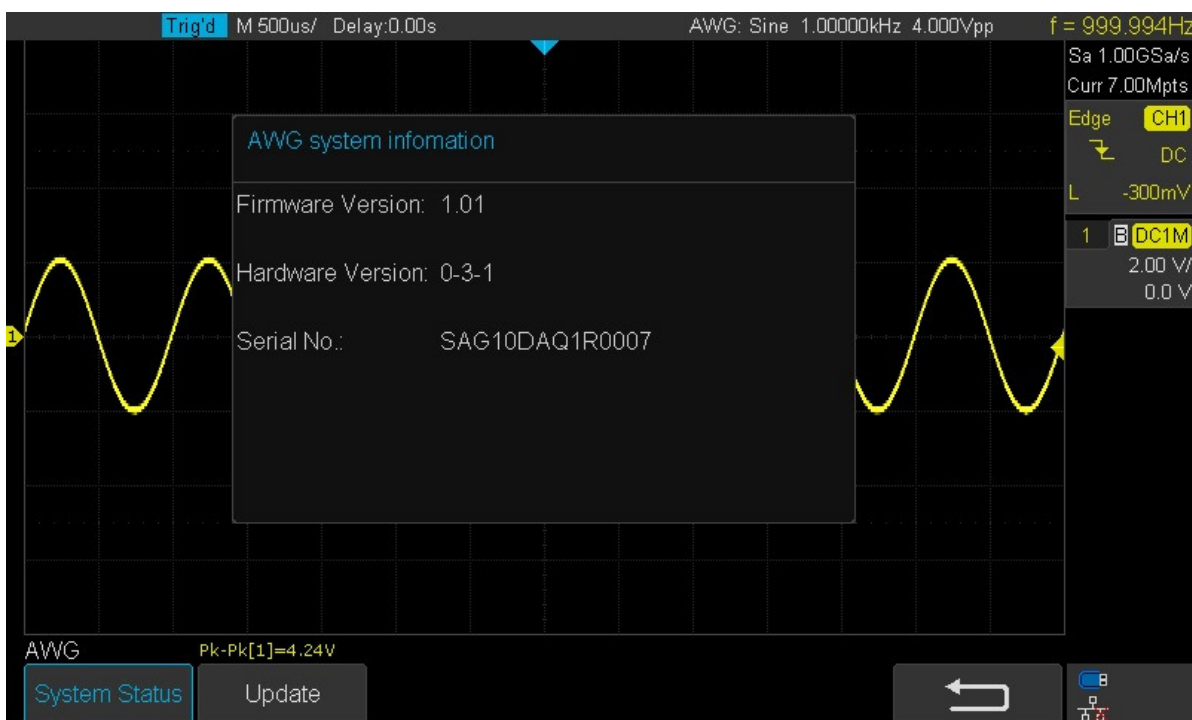 Trig'd M 500us/ Delay:0.00s AWG: Sine 1.00000kHz 4.000Vpp f = 999.994Hz
Sa 1.00GSa/s
Curr 7.00Mpts
Edge CH1
DC
L -300mV
1 B DC1M
2.00 V/
0.0 V
AWG system infomation
Firmware Version: 1.01
Hardware Version: 0-3-1
Serial No.: SAG10DAQ1R0007
1
AWG Pk-Pk[1]=4.24V
System Status Update